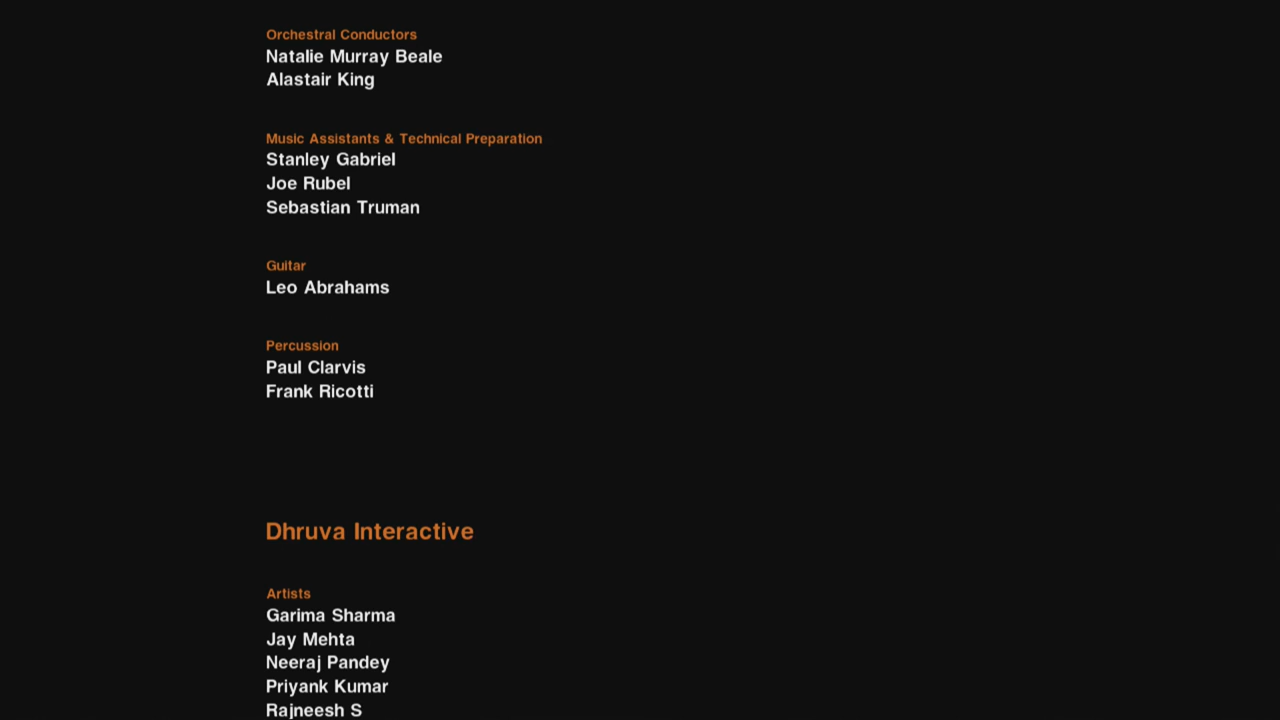 Orchestral Conductors
Natalie Murray Beale
Alastair King
Music Assistants & Technical Preparation
Stanley Gabriel
Joe Rubel
Sebastian Truman
Guitar
Leo Abrahams
Percussion
Paul Clarvis
Frank Ricotti
Dhruva Interactive
Artists
Garima Sharma
Jay Mehta
Neeraj Pandey
Priyank Kumar
Rajneesh S